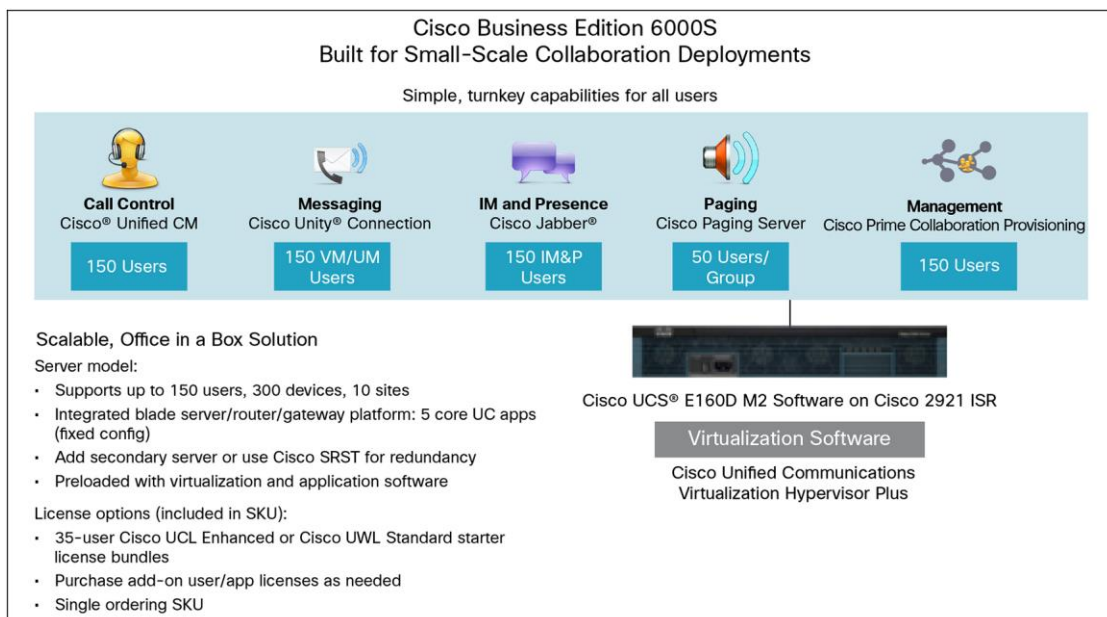 Cisco Business Edition 6000S
Built for Small-Scale Collaboration Deployments
Simple, turnkey capabilities for all users
Call Control
Cisco® Unified CM
150 Users
Messaging
Cisco Unity® Connection
150 VM/UM
Users
IM and Presence
Cisco Jabber®
150 IM&P
Users
Paging
Cisco Paging Server
50 Users/
Group
Management
Cisco Prime Collaboration Provisioning
150 Users
Scalable, Office in a Box Solution
Server model:
• Supports up to 150 users, 300 devices, 10 sites
• Integrated blade server/router/gateway platform: 5 core UC apps
(fixed config)
• Add secondary server or use Cisco SRST for redundancy
• Preloaded with virtualization and application software
License options (included in SKU):
• 35-user Cisco UCL Enhanced or Cisco UWL Standard starter
license bundles
• Purchase add-on user/app licenses as needed
• Single ordering SKU
Cisco UCS® E160D M2 Software on Cisco 2921 ISR
Virtualization Software
Cisco Unified Communications
Virtualization Hypervisor Plus